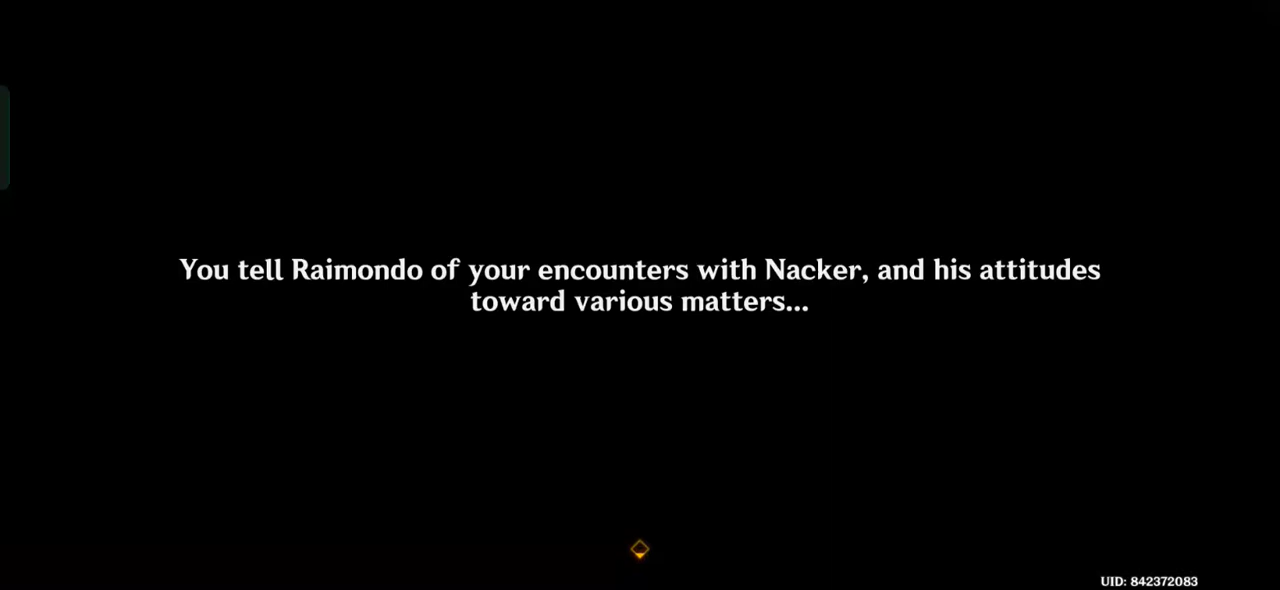 You tell Raimondo of your encounters with Nacker, and his attitudes
toward various matters...
UID: 842372083